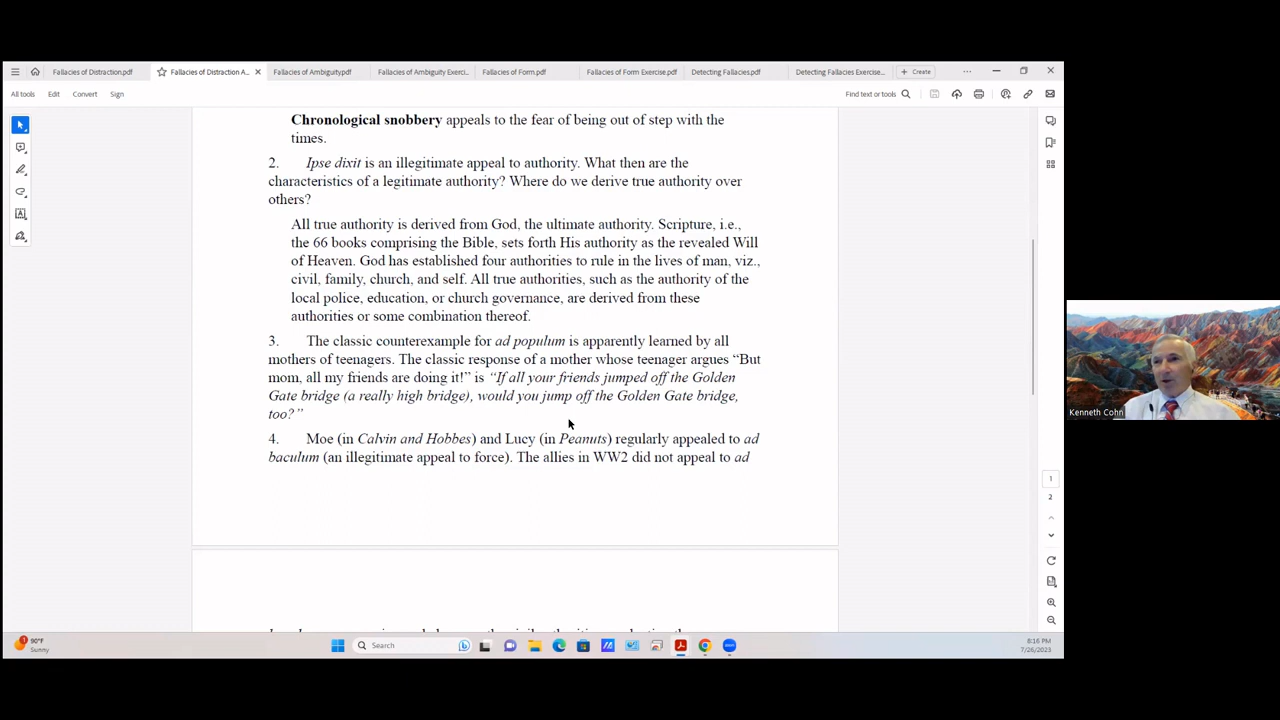 Fallacies of Distraction.pdf
Fallacies of Distraction A...
Fallacies of Ambiguity.pdf
Fallacies of Ambiguity Exerci...
Fallacies of Form.pdf
Fallacies of Form Exercise.pdf
Detecting Fallacies.pdf
Detecting Fallacies Exercise...
+ Create
All tools
Edit
Convert
Sign
Find text or tools
Chronological snobbery appeals to the fear of being out of step with the
times.
2. Ipse dixit is an illegitimate appeal to authority. What then are the
characteristics of a legitimate authority? Where do we derive true authority over
others?
All true authority is derived from God, the ultimate authority. Scripture, i.e.,
the 66 books comprising the Bible, sets forth His authority as the revealed Will
of Heaven. God has established four authorities to rule in the lives of man, viz.,
civil, family, church, and self. All true authorities, such as the authority of the
local police, education, or church governance, are derived from these
authorities or some combination thereof.
3. The classic counterexample for ad populum is apparently learned by all
mothers of teenagers. The classic response of a mother whose teenager argues “But
mom, all my friends are doing it!” is “If all your friends jumped off the Golden
Gate bridge (a really high bridge), would you jump off the Golden Gate bridge,
too?”
4. Moe (in Calvin and Hobbes) and Lucy (in Peanuts) regularly appealed to ad
baculum (an illegitimate appeal to force). The allies in WW2 did not appeal to ad
1
2
Kenneth Cohn
1
90°F
Sunny
Search
8:16 PM
7/26/2023